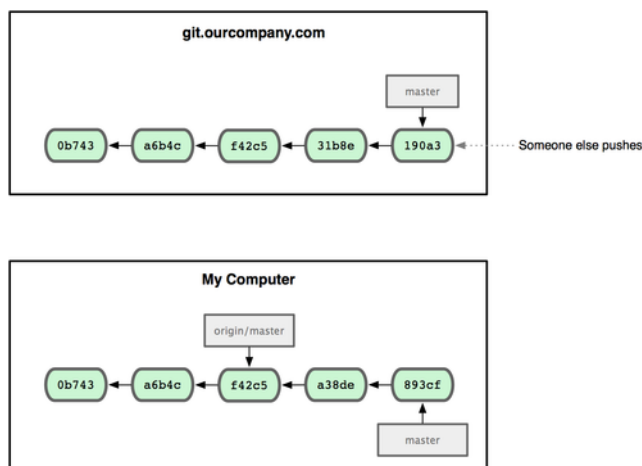 git.ourcompany.com
master
0b743 a6b4c f42c5 31b8e 190a3 Someone else pushes
My Computer
origin/master
0b743 a6b4c f42c5 a38de 893cf
master